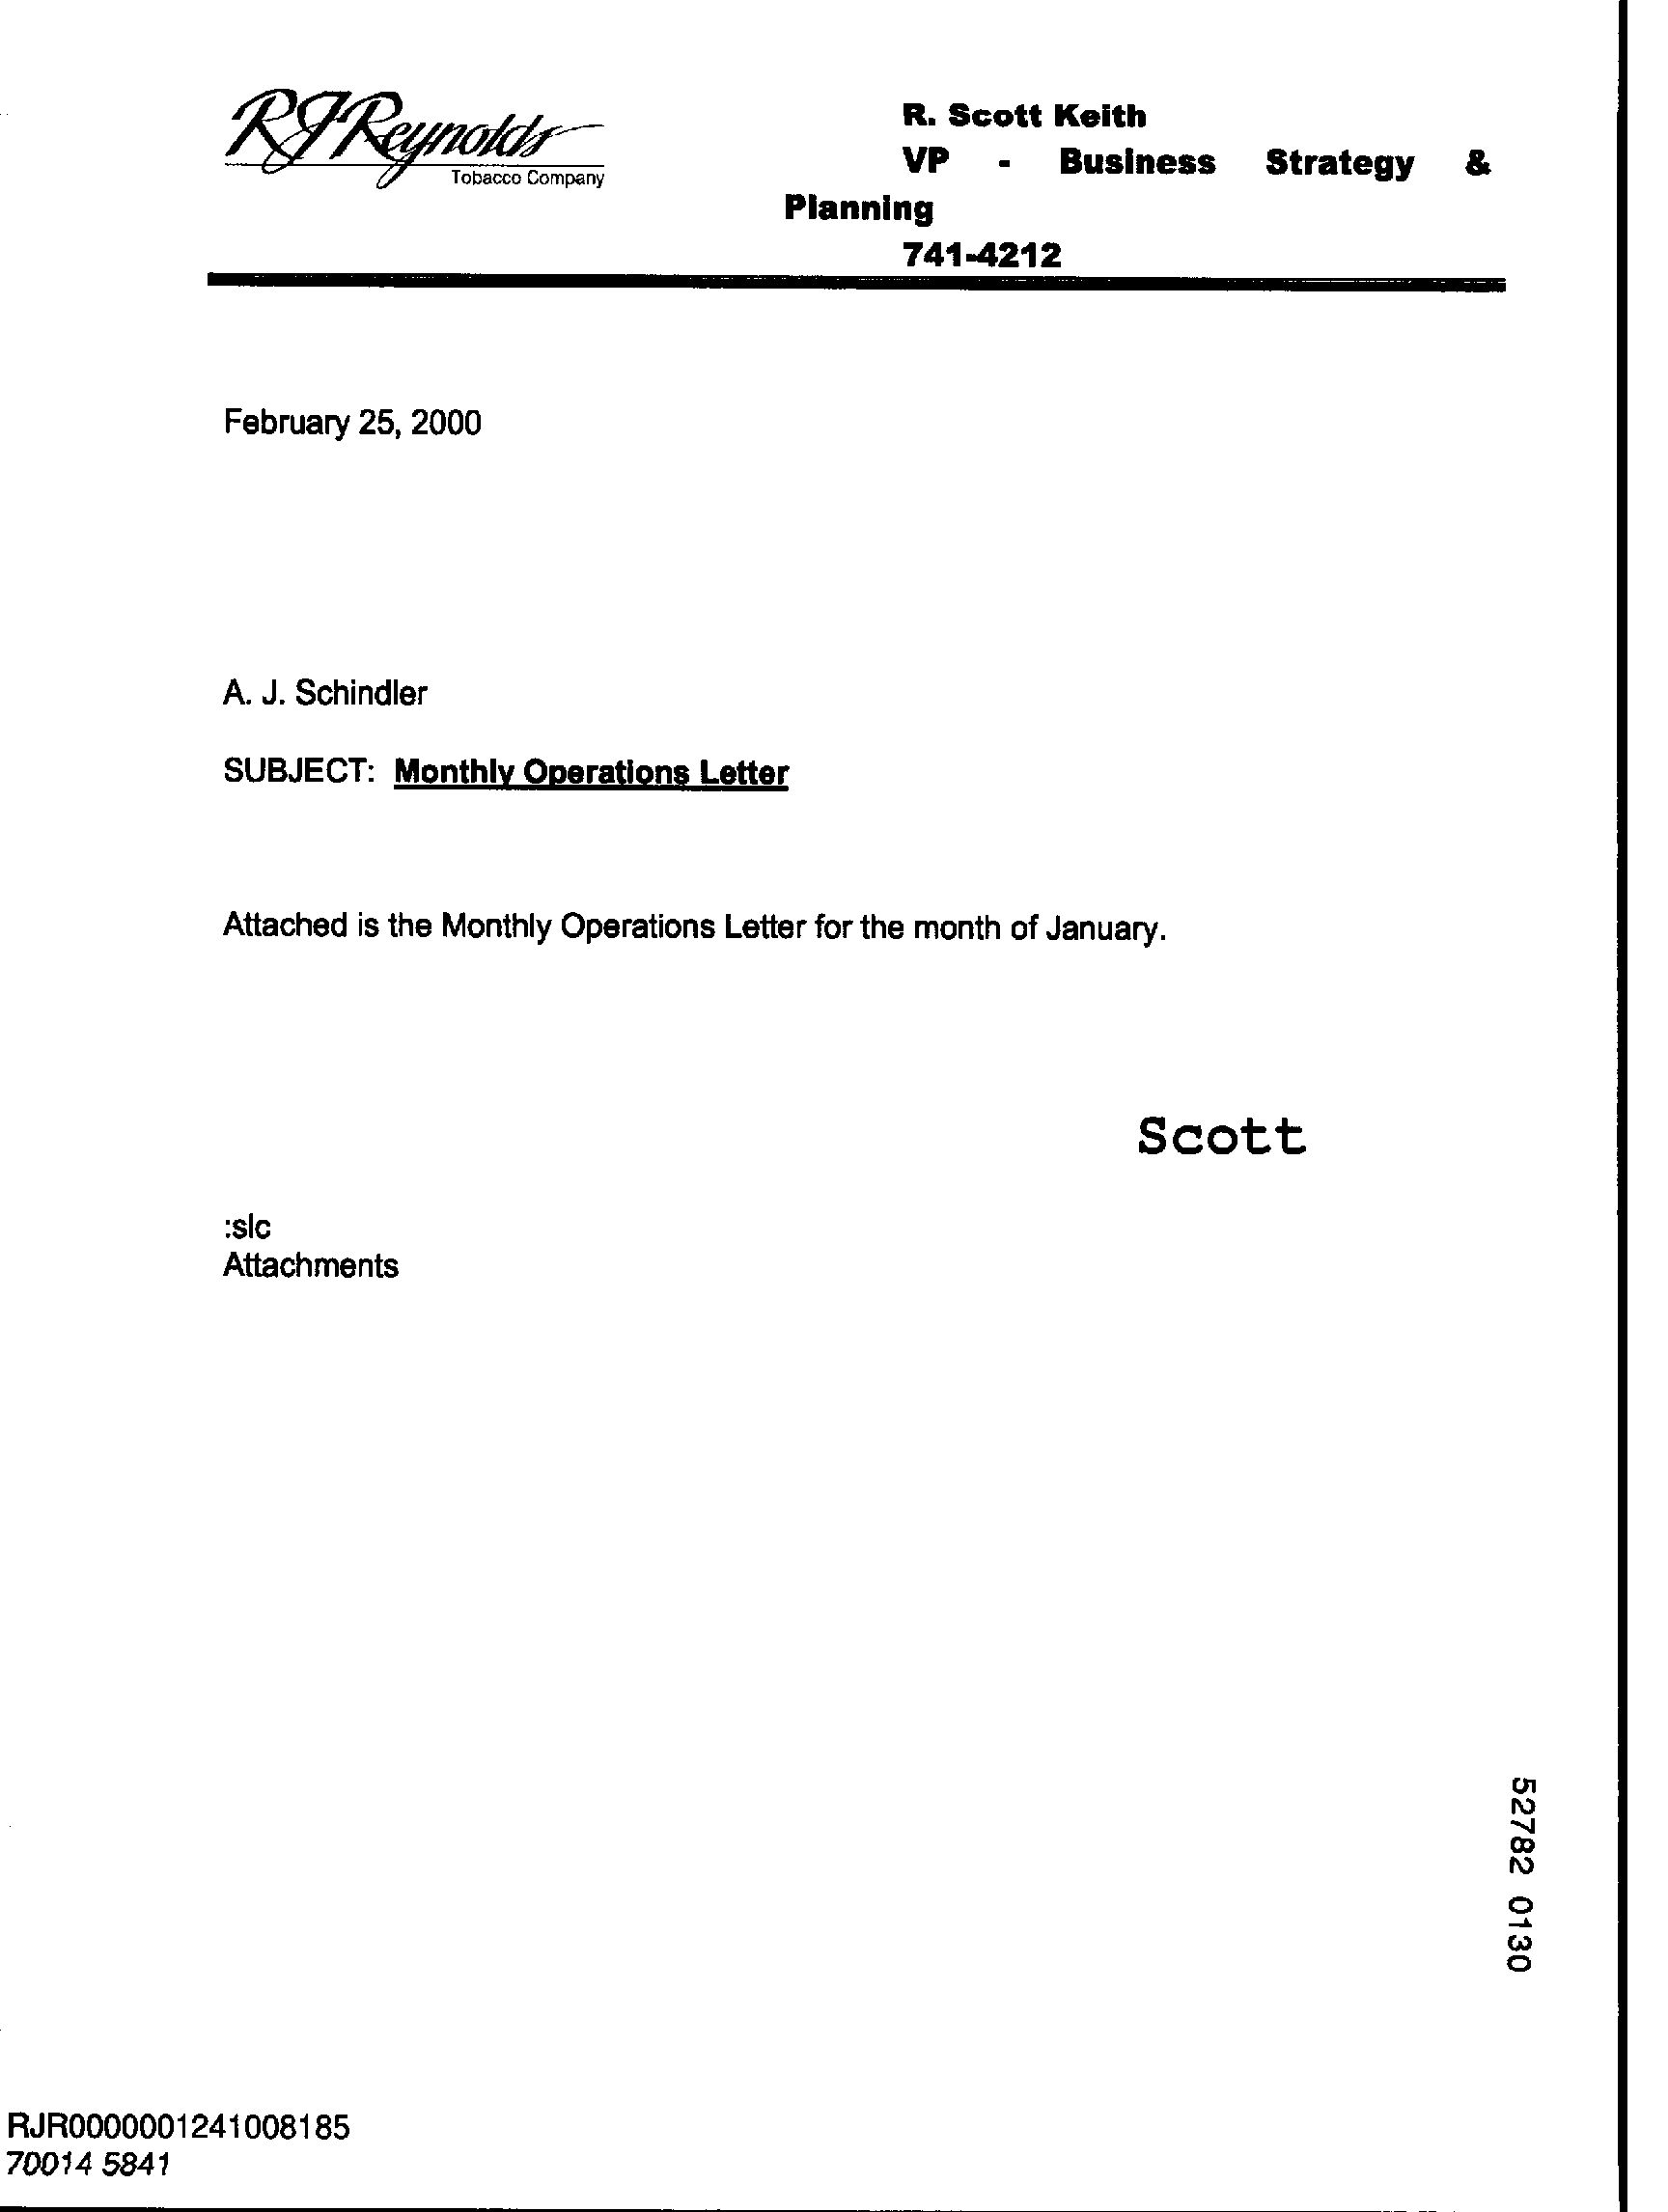 RJReynolds
Tobacco Company
R. Scott Keith
VP - Business Strategy &
Planning
741-4212
February 25, 2000
A. J. Schindler
SUBJECT: Monthly Operations Letter
Attached is the Monthly Operations Letter for the month of January.
Scott
:slc
Attachments
52782 0130
RJR0000001241008185
70014 5841